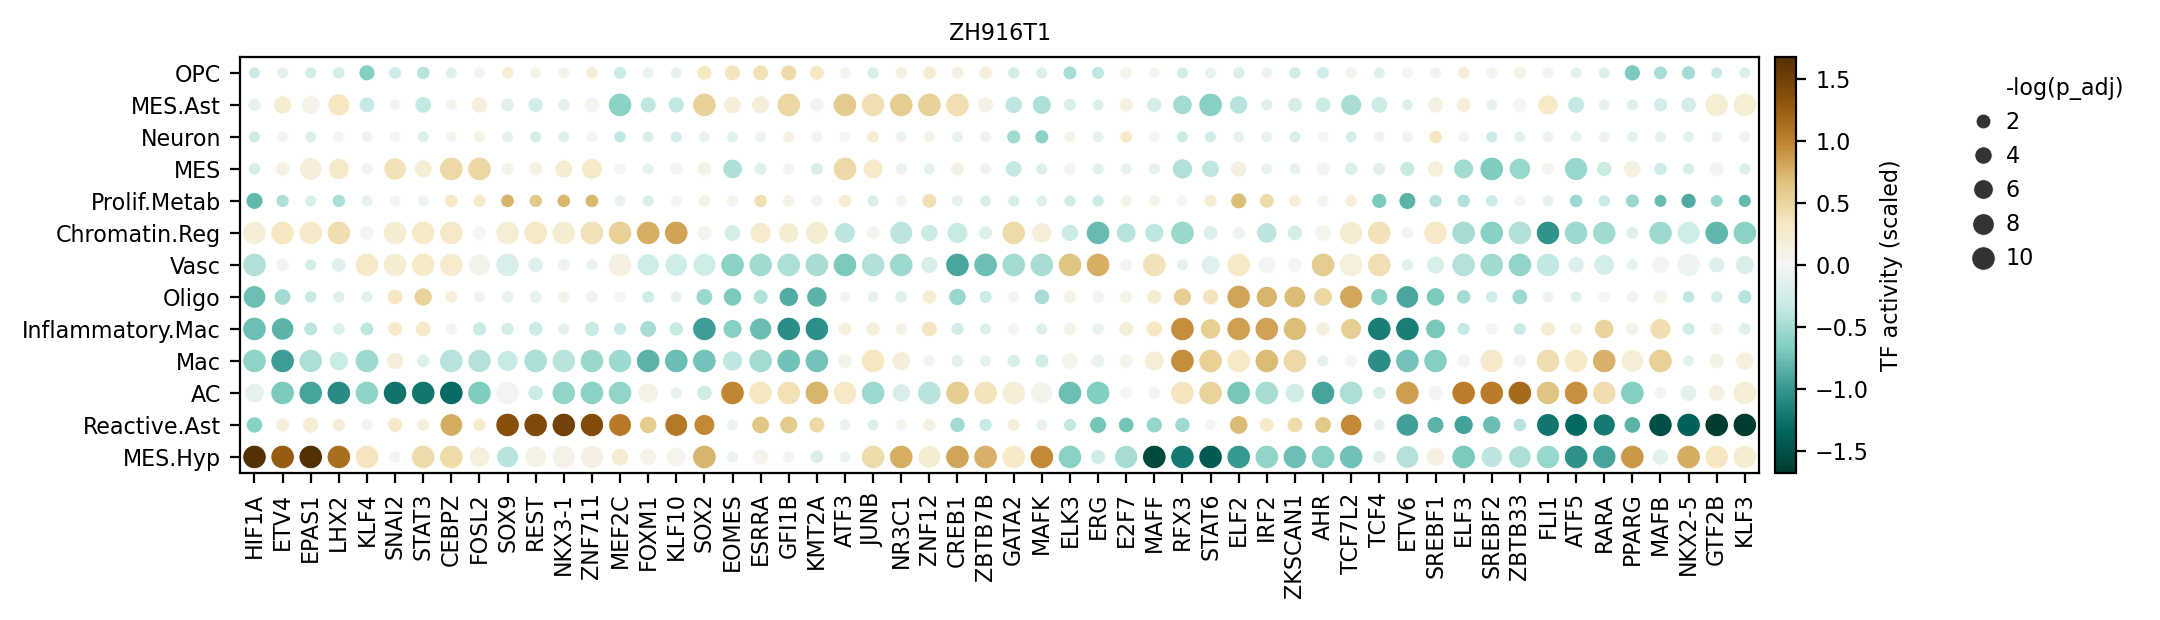 ZH916T1
OPC
MES.Ast
Neuron
MES
Prolif.Metab
Chromatin.Reg
Vasc
Oligo
Inflammatory.Mac
Mac
AC
Reactive.Ast
MES.Hyp
HIF1A
ETV4
EPAS1
LHX2
KLF4
SNAI2
STAT3
CEBPZ
FOSL2
SOX9
REST
NKX3-1
ZNF711
MEF2C
FOXM1
KLF10
SOX2
EOMES
ESRRA
GFI1B
KMT2A
ATF3
JUNB
NR3C1
ZNF12
CREB1
ZBTB7B
GATA2
MAFK
ELK3
ERG
E2F7
MAFF
RFX3
STAT6
ELF2
IRF2
ZKSCAN1
AHR
TCF7L2
TCF4
ETV6
SREBF1
ELF3
SREBF2
ZBTB33
FLI1
ATF5
RARA
PPARG
MAFB
NKX2-5
GTF2B
KLF3
1.5
1.0
0.5
0.0
−0.5
−1.0
−1.5
TF activity (scaled)
-log(p_adj)
2
4
6
8
10